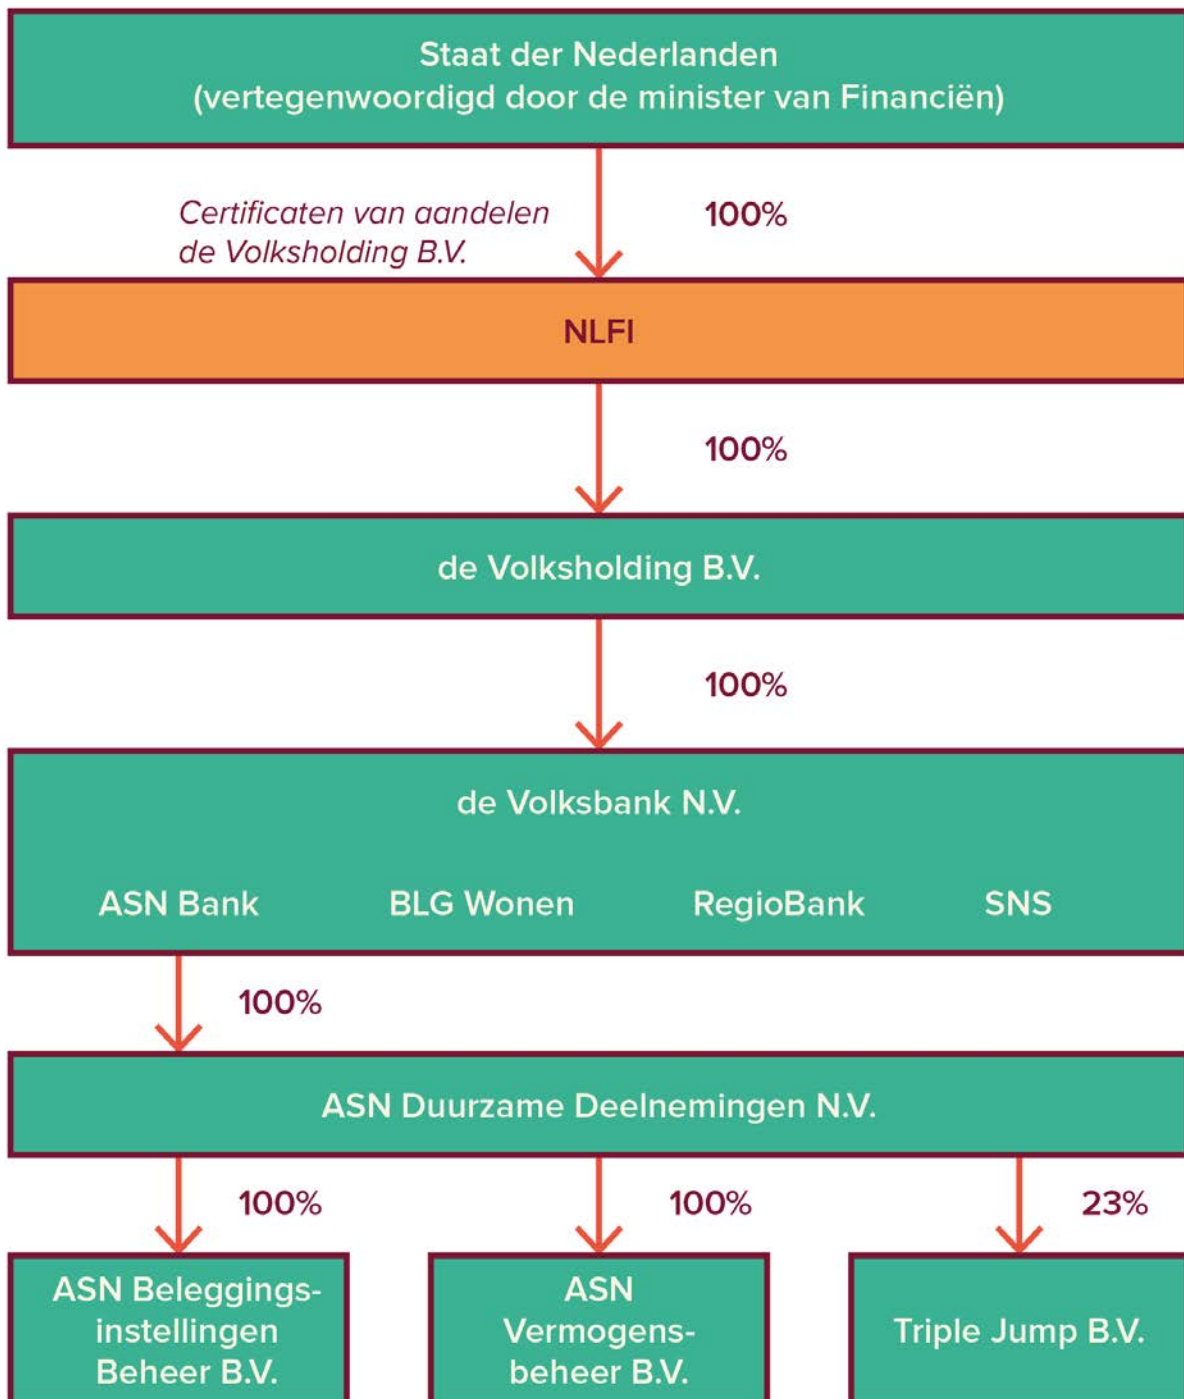 Staat der Nederlanden
(vertegenwoordigd door de minister van Financiën)
Certificaten van aandelen
de Volksholding B.V.
100%
NLFI
100%
de Volksholding B.V.
100%
de Volksbank N.V.
ASN Bank
BLG Wonen
RegioBank
SNS
100%
ASN Duurzame Deelnemingen N.V.
100%
100%
23%
ASN Beleggings-
instellingen
Beheer B.V.
ASN
Vermogens-
beheer B.V.
Triple Jump B.V.